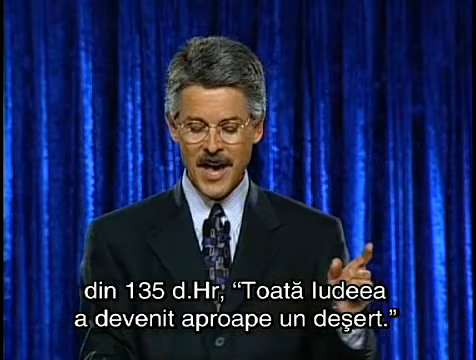 din 135 d.Hr, “Toată Iudeea
a devenit aproape un deşert.”